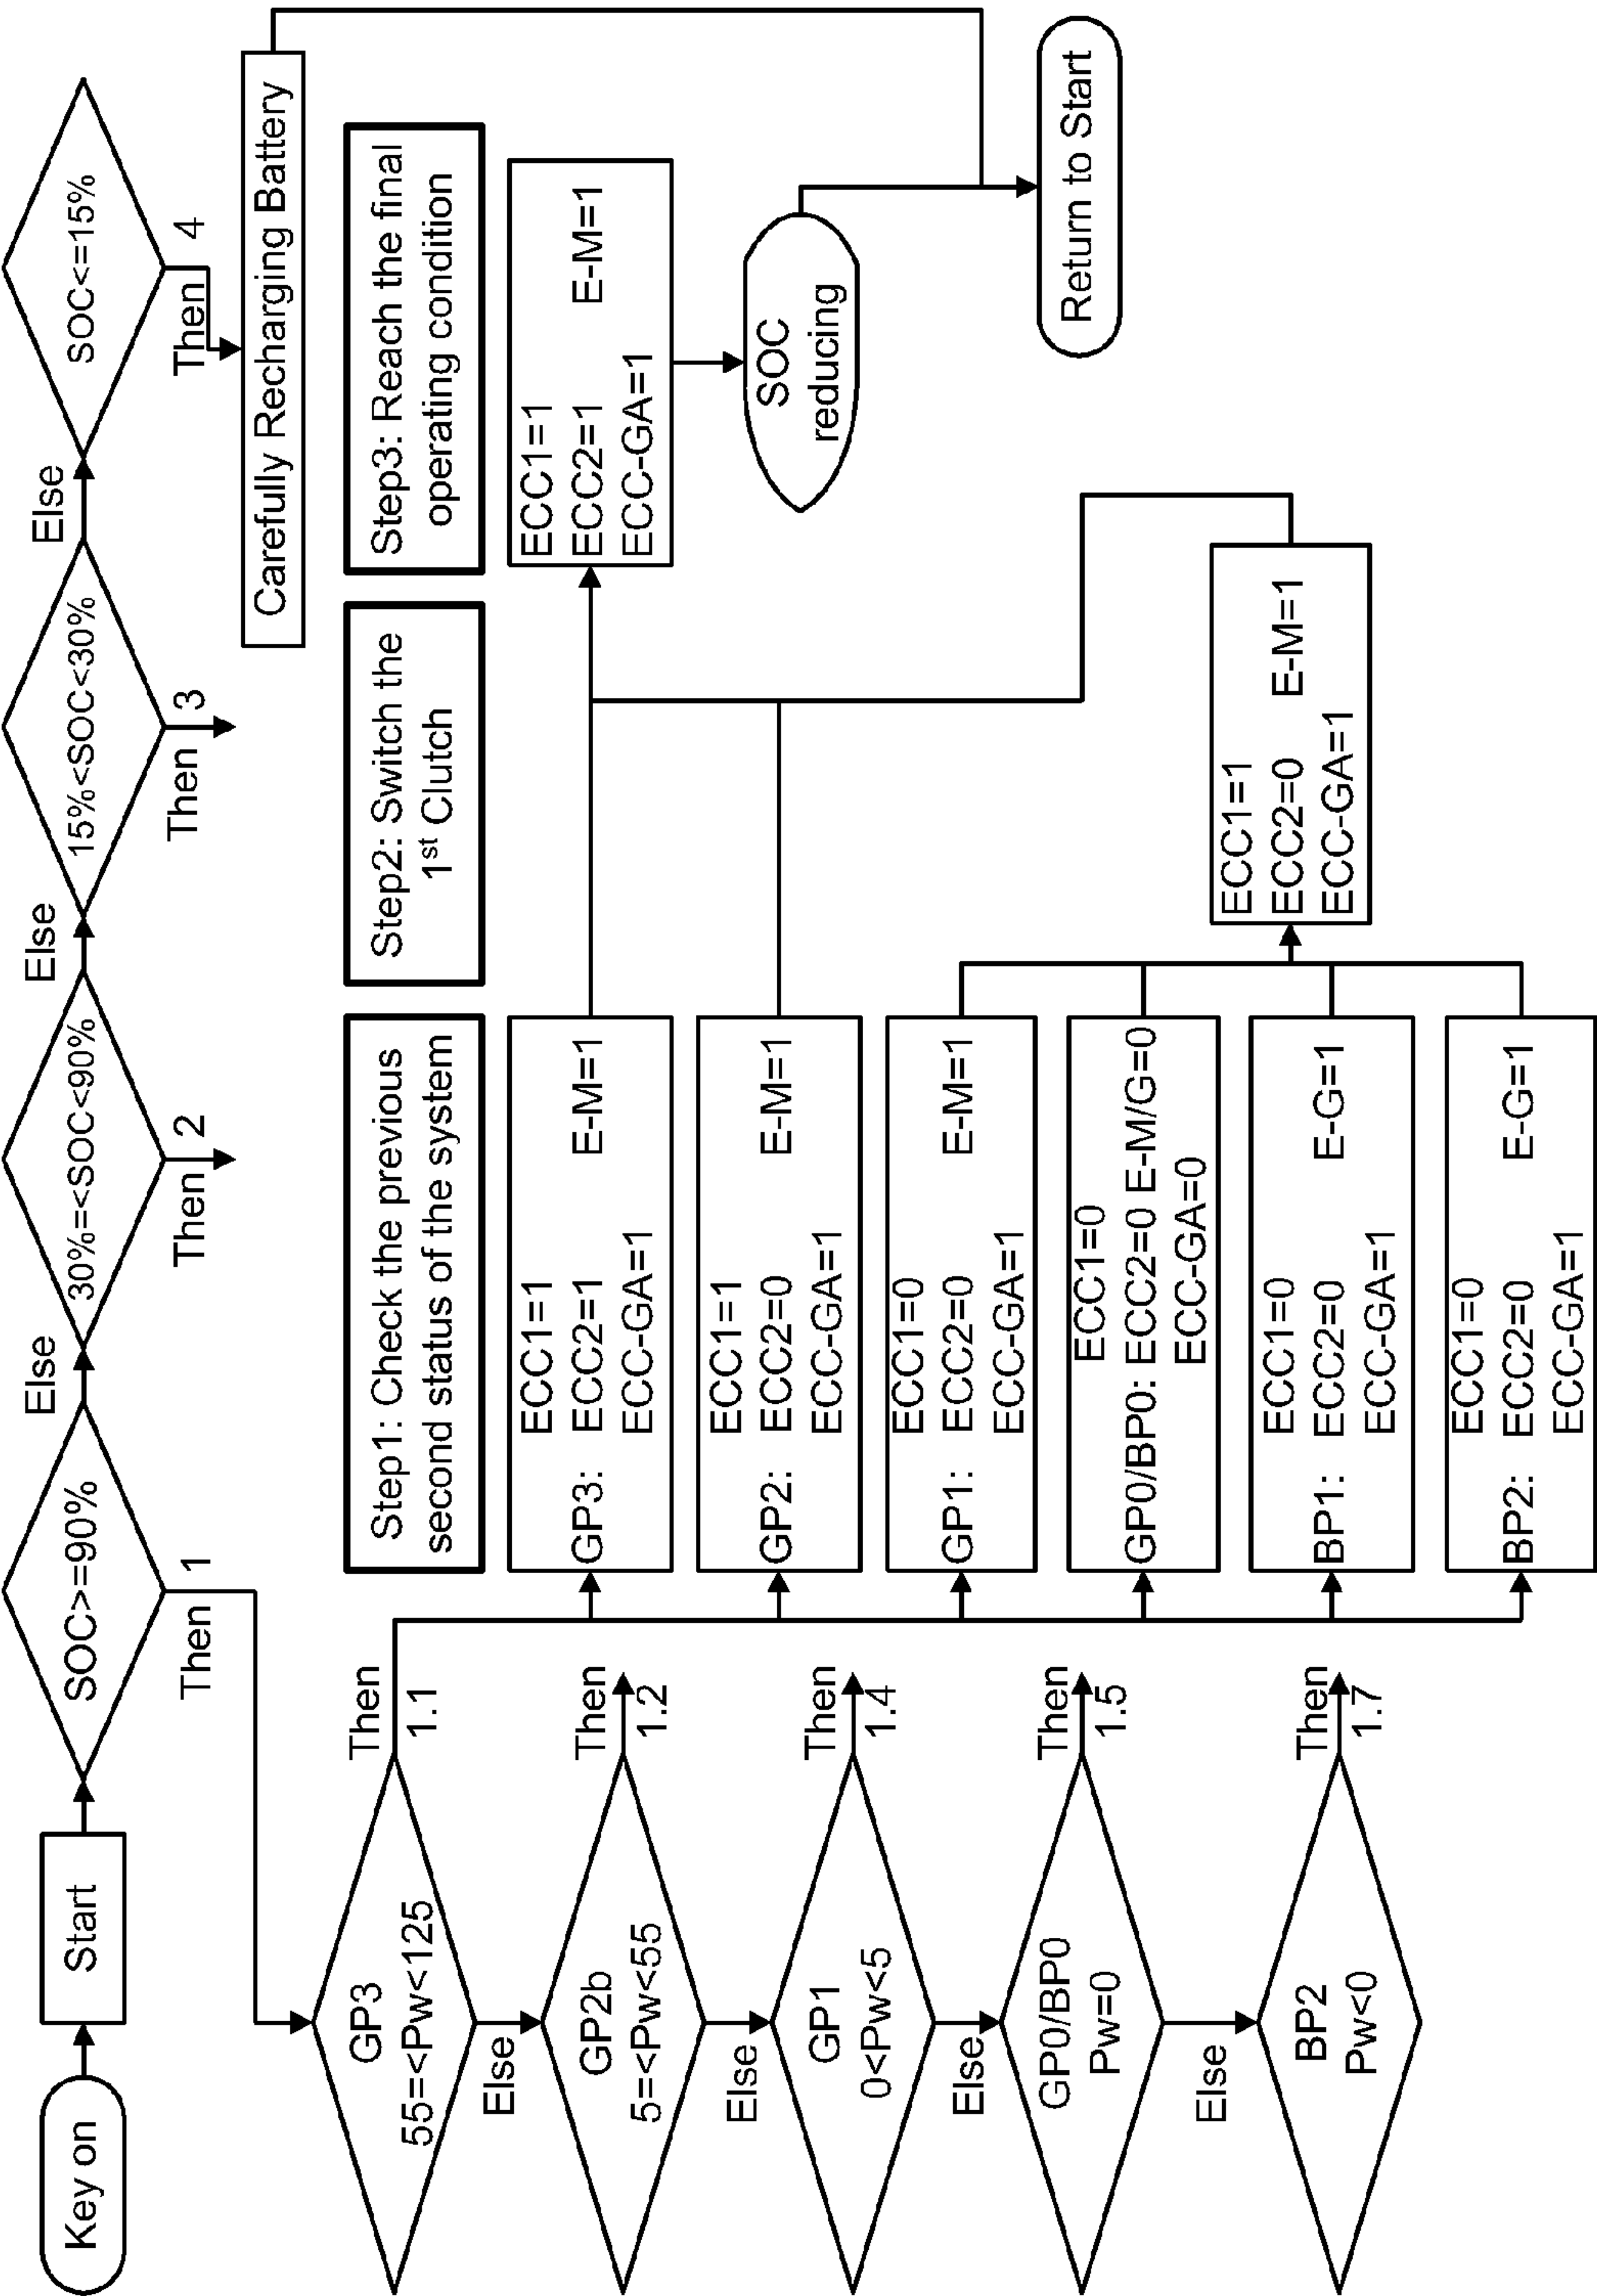 Key on
Start
SOC>=90%
Else
30%=<SOC<90%
Else
15%<SOC<30%
Else
SOC<=15%
Then 1
Then 2
Then 3
Then 4
Carefully Recharging Battery
Step1: Check the previous
second status of the system
Step2: Switch the
1st Clutch
Step3: Reach the final
operating condition
GP3
55=<Pw<125
Then
1.1
Else
GP2b
5=<Pw<55
Then
1.2
Else
GP1
0<Pw<5
Then
1.4
Else
GP0/BP0
Pw=0
Then
1.5
Else
BP2
Pw<0
Then
1.7
ECC1=1
GP3: ECC2=1 E-M=1
ECC-GA=1
ECC1=1
GP2: ECC2=0 E-M=1
ECC-GA=1
ECC1=0
GP1: ECC2=0 E-M=1
ECC-GA=1
ECC1=0
GP0/BP0: ECC2=0 E-M/G=0
ECC-GA=0
ECC1=0
BP1: ECC2=0 E-G=1
ECC-GA=1
ECC1=0
BP2: ECC2=0 E-G=1
ECC-GA=1
ECC1=1
ECC2=0 E-M=1
ECC-GA=1
ECC1=1
ECC2=1 E-M=1
ECC-GA=1
SOC
reducing
Return to Start